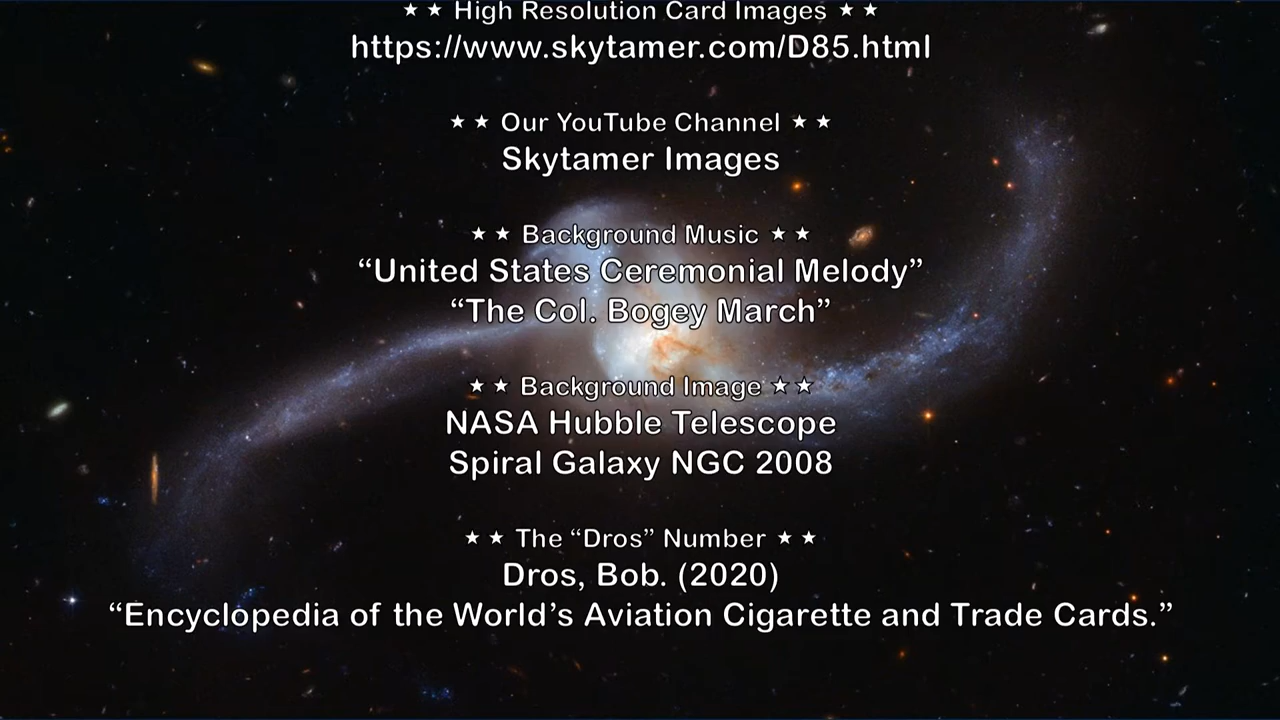 ★ ★ High Resolution Card Images ★ ★
https://www.skytamer.com/D85.html
★ ★ Our YouTube Channel ★ ★
Skytamer Images
★ ★ Background Music ★ ★
“United States Ceremonial Melody”
“The Col. Bogey March”
★ ★ Background Image ★ ★
NASA Hubble Telescope
Spiral Galaxy NGC 2008
★ ★ The “Dros” Number ★ ★
Dros, Bob. (2020)
“Encyclopedia of the World’s Aviation Cigarette and Trade Cards.”